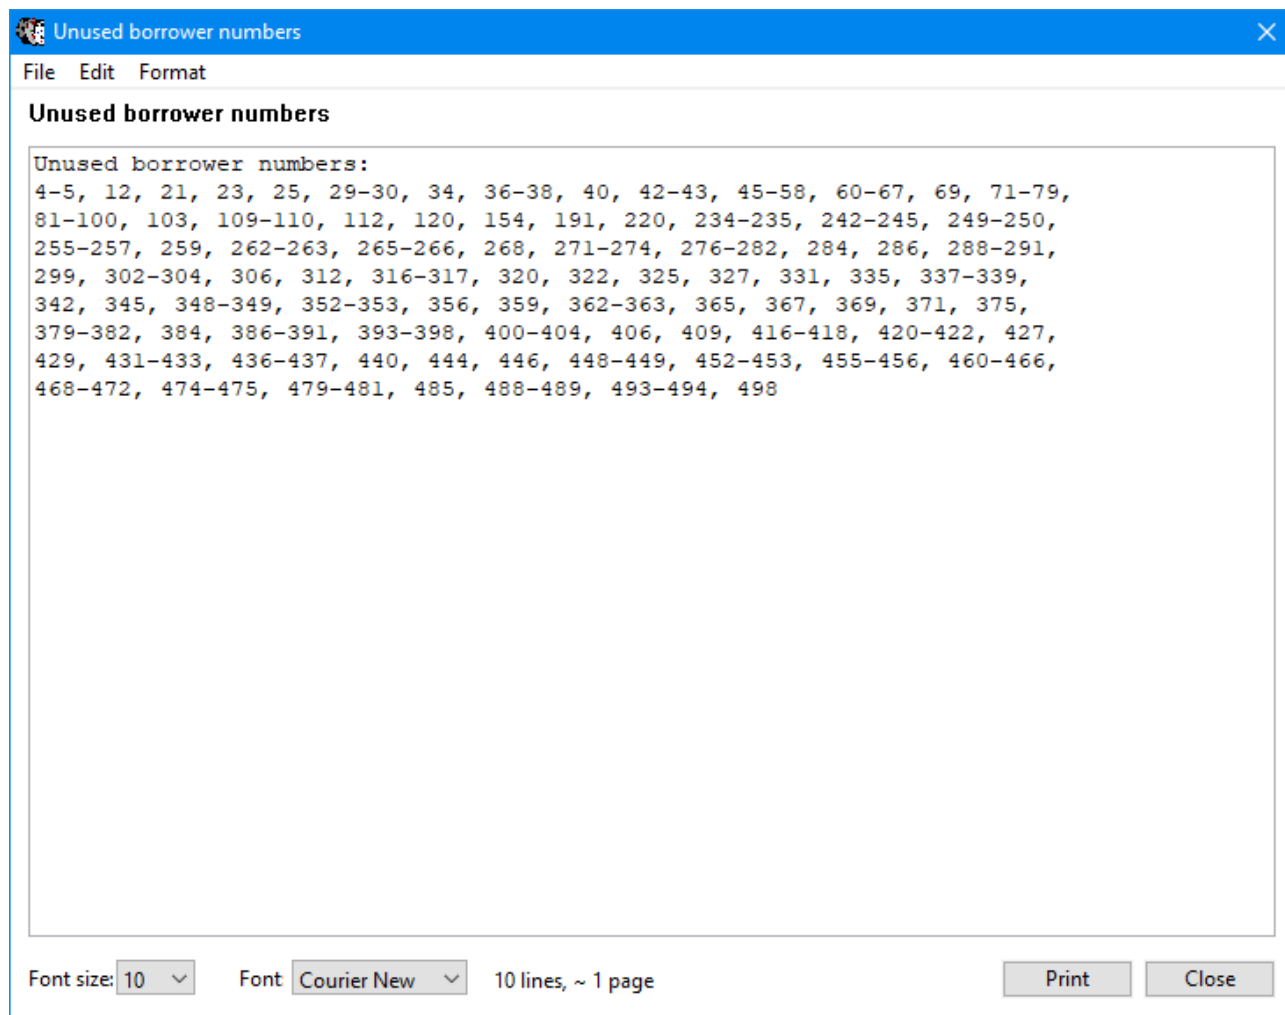 Unused borrower numbers
File Edit Format
Unused borrower numbers
Unused borrower numbers:
4-5, 12, 21, 23, 25, 29-30, 34, 36-38, 40, 42-43, 45-58, 60-67, 69, 71-79,
81-100, 103, 109-110, 112, 120, 154, 191, 220, 234-235, 242-245, 249-250,
255-257, 259, 262-263, 265-266, 268, 271-274, 276-282, 284, 286, 288-291,
299, 302-304, 306, 312, 316-317, 320, 322, 325, 327, 331, 335, 337-339,
342, 345, 348-349, 352-353, 356, 359, 362-363, 365, 367, 369, 371, 375,
379-382, 384, 386-391, 393-398, 400-404, 406, 409, 416-418, 420-422, 427,
429, 431-433, 436-437, 440, 444, 446, 448-449, 452-453, 455-456, 460-466,
468-472, 474-475, 479-481, 485, 488-489, 493-494, 498
Font size: 10 Font Courier New 10 lines, ~ 1 page Print Close